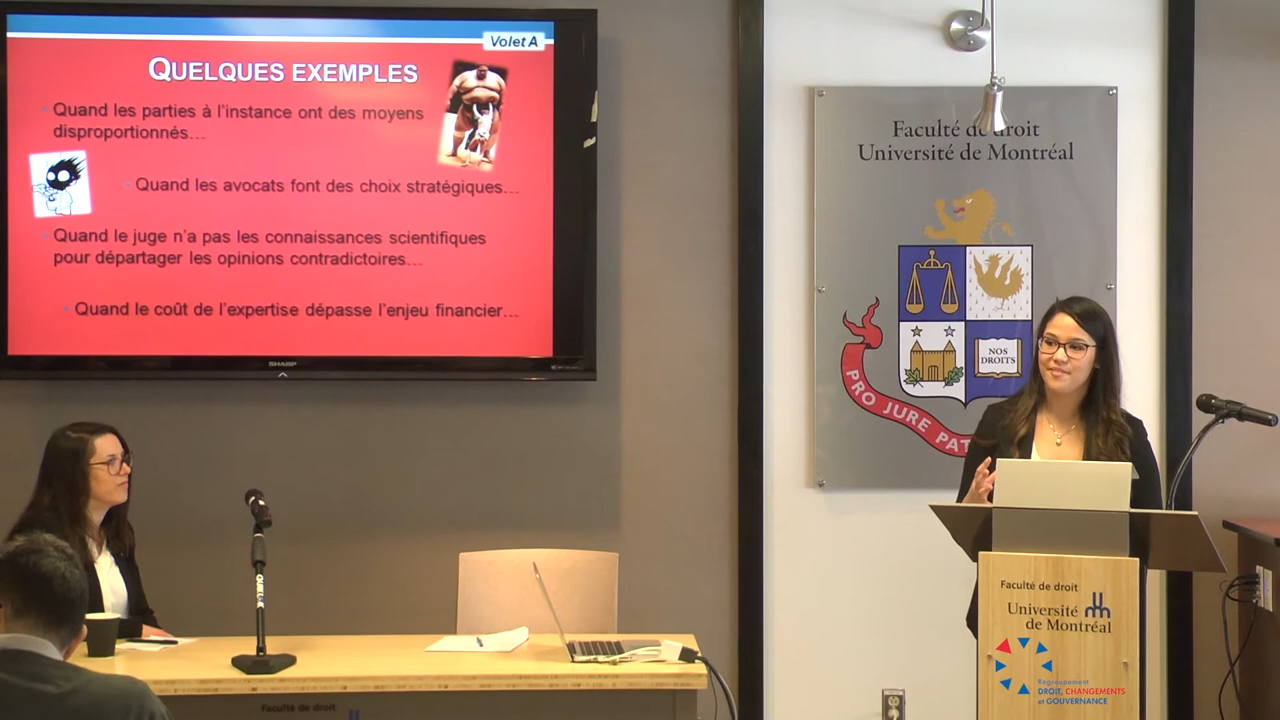 Volet A
QUELQUES EXEMPLES
Quand les parties à l'instance ont des moyens
disproportionnés…
Quand les avocats font des choix stratégiques…
Quand le juge n'a pas les connaissances scientifiques
pour départager les opinions contradictoires…
Quand le coût de l'expertise dépasse l'enjeu financier…
SHARP
Faculté de droit
Université de Montréal
NOS
DROITS
PRO JURE PAT
Faculté de droit
Université
de Montréal
Regroupement
DROIT, CHANGEMENTS
et GOUVERNANCE
Faculté de droit